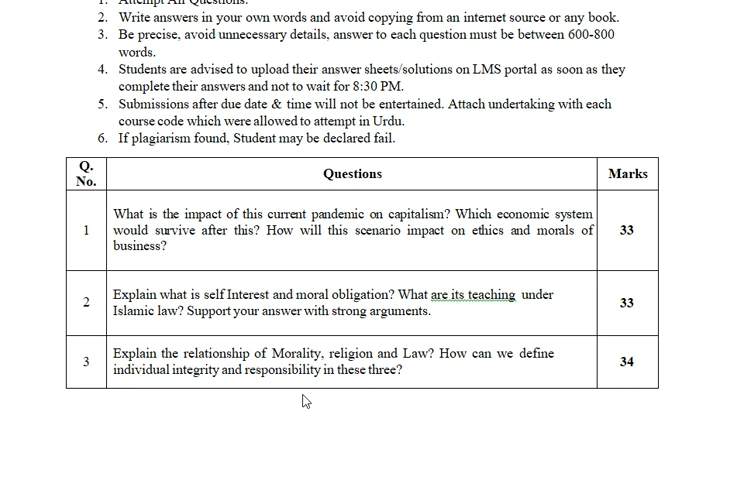 1. Attempt All Questions.
2. Write answers in your own words and avoid copying from an internet source or any book.
3. Be precise, avoid unnecessary details, answer to each question must be between 600-800
words.
4. Students are advised to upload their answer sheets/solutions on LMS portal as soon as they
complete their answers and not to wait for 8:30 PM.
5. Submissions after due date & time will not be entertained. Attach undertaking with each
course code which were allowed to attempt in Urdu.
6. If plagiarism found, Student may be declared fail.
Q.
No.
Questions
Marks
1
What is the impact of this current pandemic on capitalism? Which economic system
would survive after this? How will this scenario impact on ethics and morals of
business?
33
2
Explain what is self Interest and moral obligation? What are its teaching under
Islamic law? Support your answer with strong arguments.
33
3
Explain the relationship of Morality, religion and Law? How can we define
individual integrity and responsibility in these three?
34